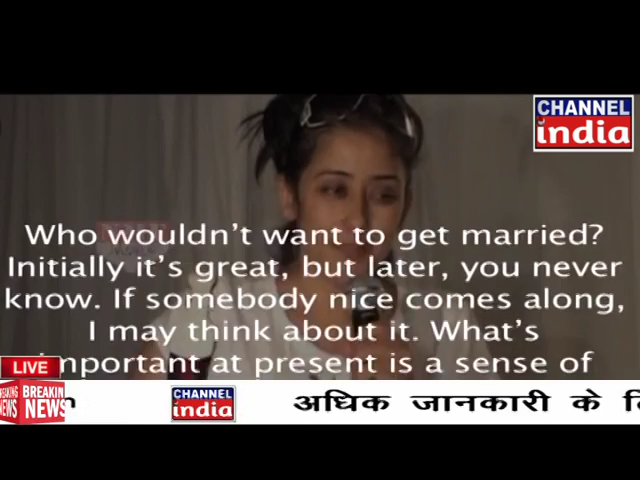 CHANNEL
india
Who wouldn't want to get married?
Initially it's great, but later, you never
know. If somebody nice comes along,
I may think about it. What's
important at present is a sense of
LIVE
BREAKING
NEWS
BREAKING
NEWS
CHANNEL
india
अधिक जानकारी के